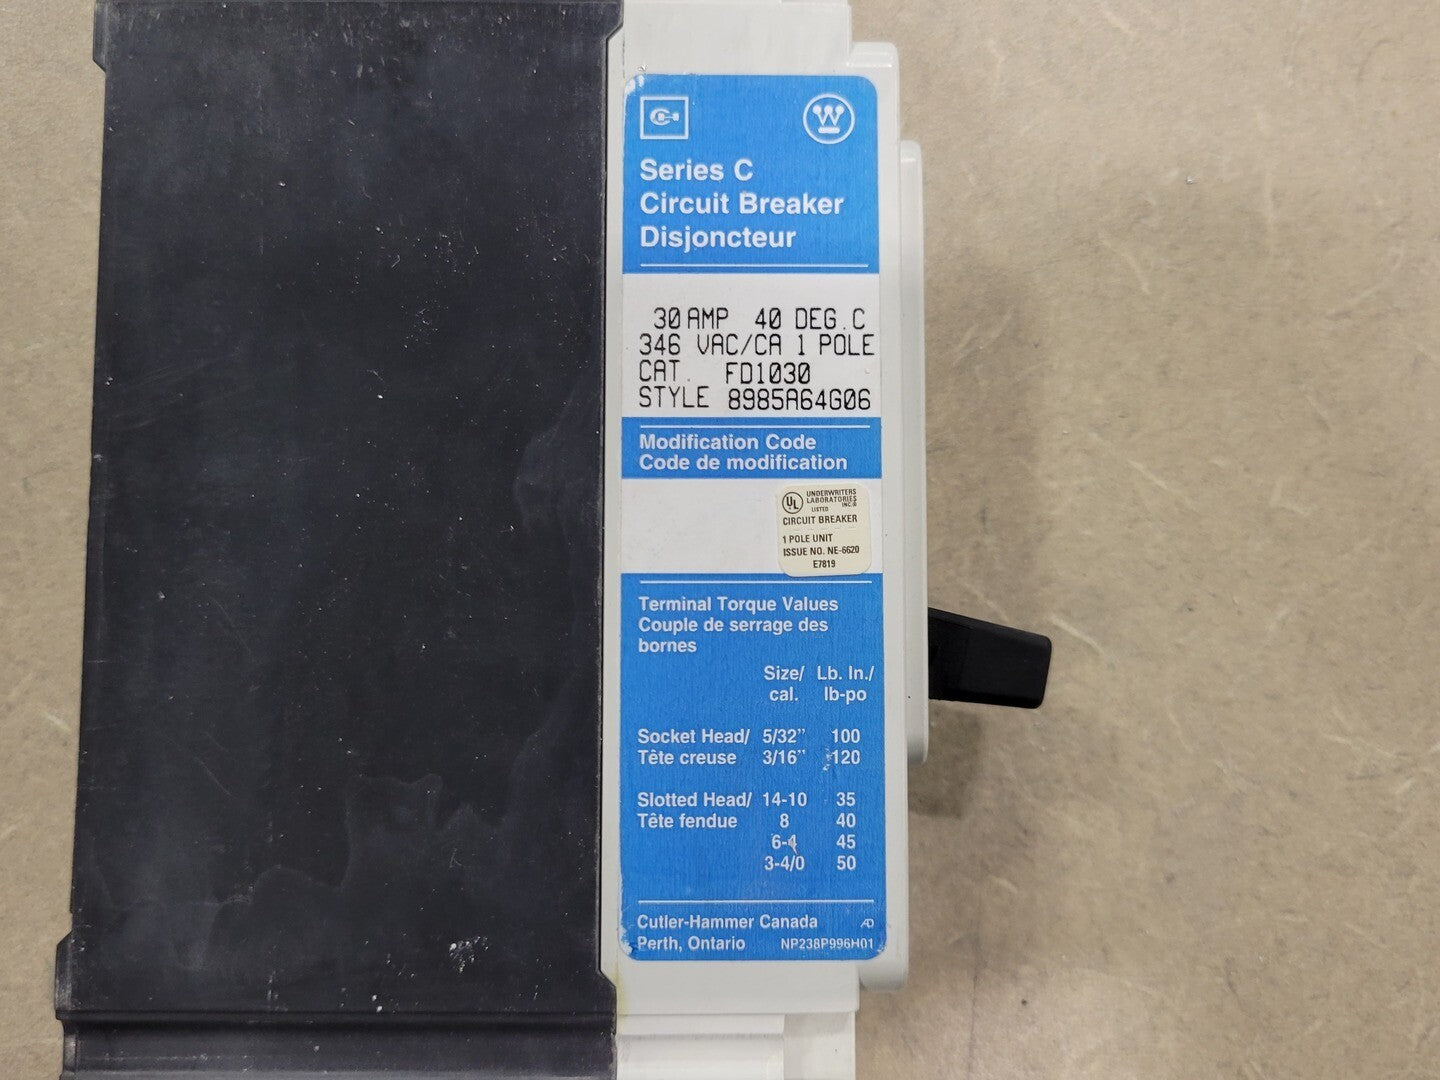 C-H
W
Series C
Circuit Breaker
Disjoncteur
30 AMP 40 DEG.C
346 VAC/CA 1 POLE
CAT. FD1030
STYLE 8985A64G06
Modification Code
Code de modification
UL
UNDERWRITERS
LABORATORIES
INC.®
LISTED
CIRCUIT BREAKER
1 POLE UNIT
ISSUE NO. NE-6620
E7819
Terminal Torque Values
Couple de serrage des
bornes
Size/ Lb. In./
cal. lb-po
Socket Head/ 5/32" 100
Tête creuse 3/16" 120
Slotted Head/ 14-10 35
Tête fendue 8 40
6-4 45
3-4/0 50
Cutler-Hammer Canada
Perth, Ontario NP238P996H01